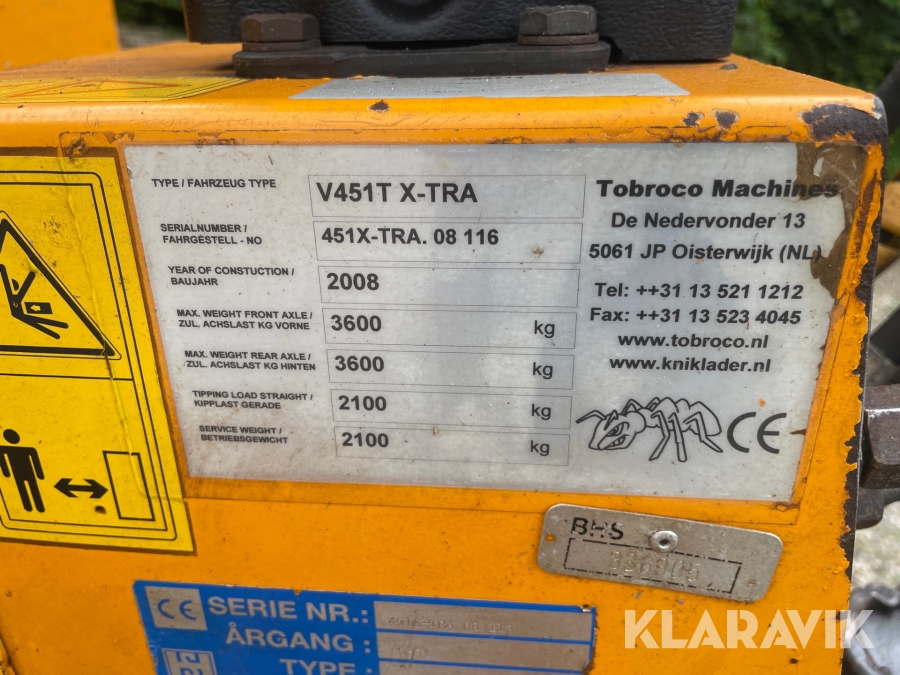 TYPE / FAHRZEUG TYPE
V451T X-TRA
SERIALNUMBER /
FAHRGESTELL - NO
451X-TRA. 08 116
YEAR OF CONSTUCTION /
BAUJAHR
2008
MAX. WEIGHT FRONT AXLE /
ZUL. ACHSLAST KG VORNE
3600 kg
MAX. WEIGHT REAR AXLE /
ZUL. ACHSLAST KG HINTEN
3600 kg
TIPPING LOAD STRAIGHT /
KIPPLAST GERADE
2100 kg
SERVICE WEIGHT /
BETRIEBSGEWICHT
2100 kg
Tobroco Machines
De Nedervonder 13
5061 JP Oisterwijk (NL)
Tel: ++31 13 521 1212
Fax: ++31 13 523 4045
www.tobroco.nl
www.kniklader.nl
CE
BHS
CE SERIE NR.:
ÅRGANG :
TYPE :
KLARAVIK